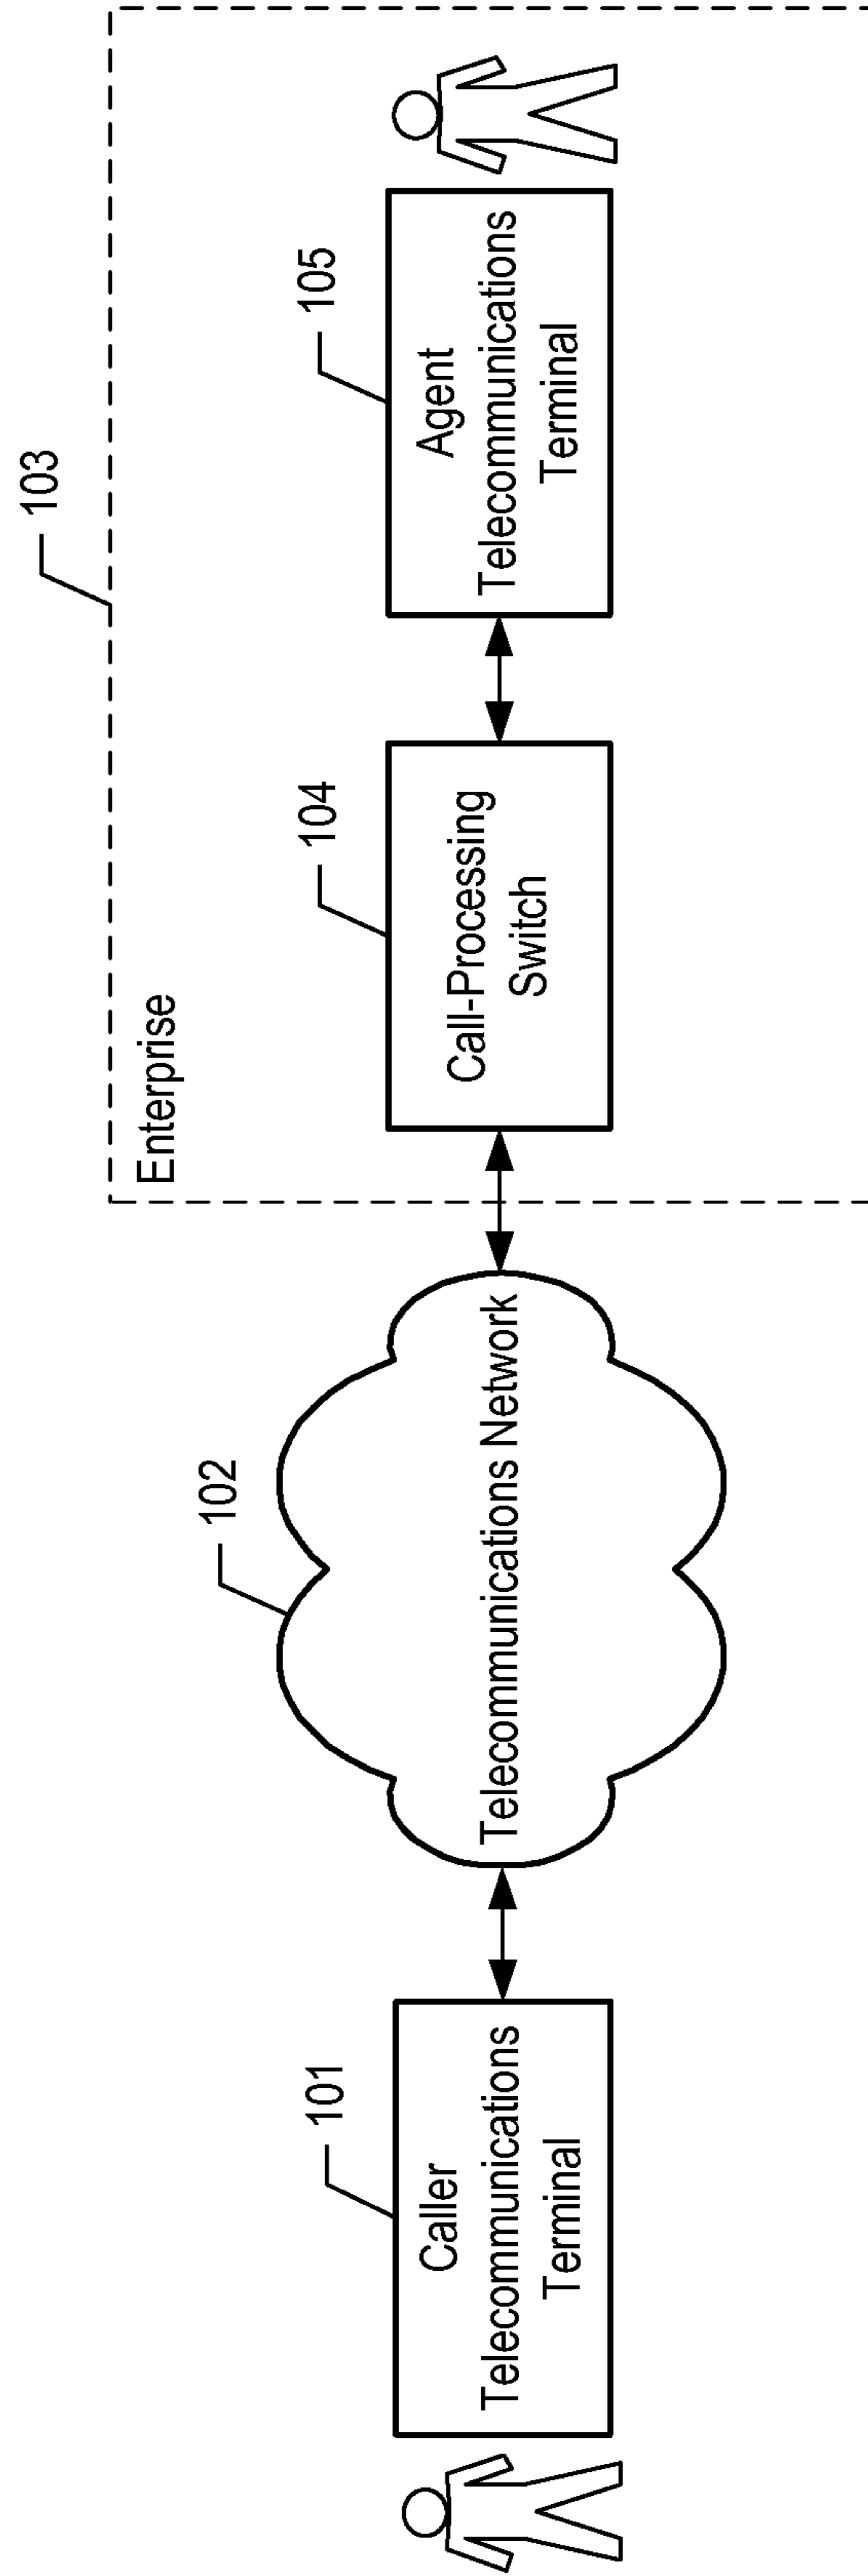 103
Enterprise
102
101
104
105
Caller
Telecommunications
Terminal
Telecommunications Network
Call-Processing
Switch
Agent
Telecommunications
Terminal